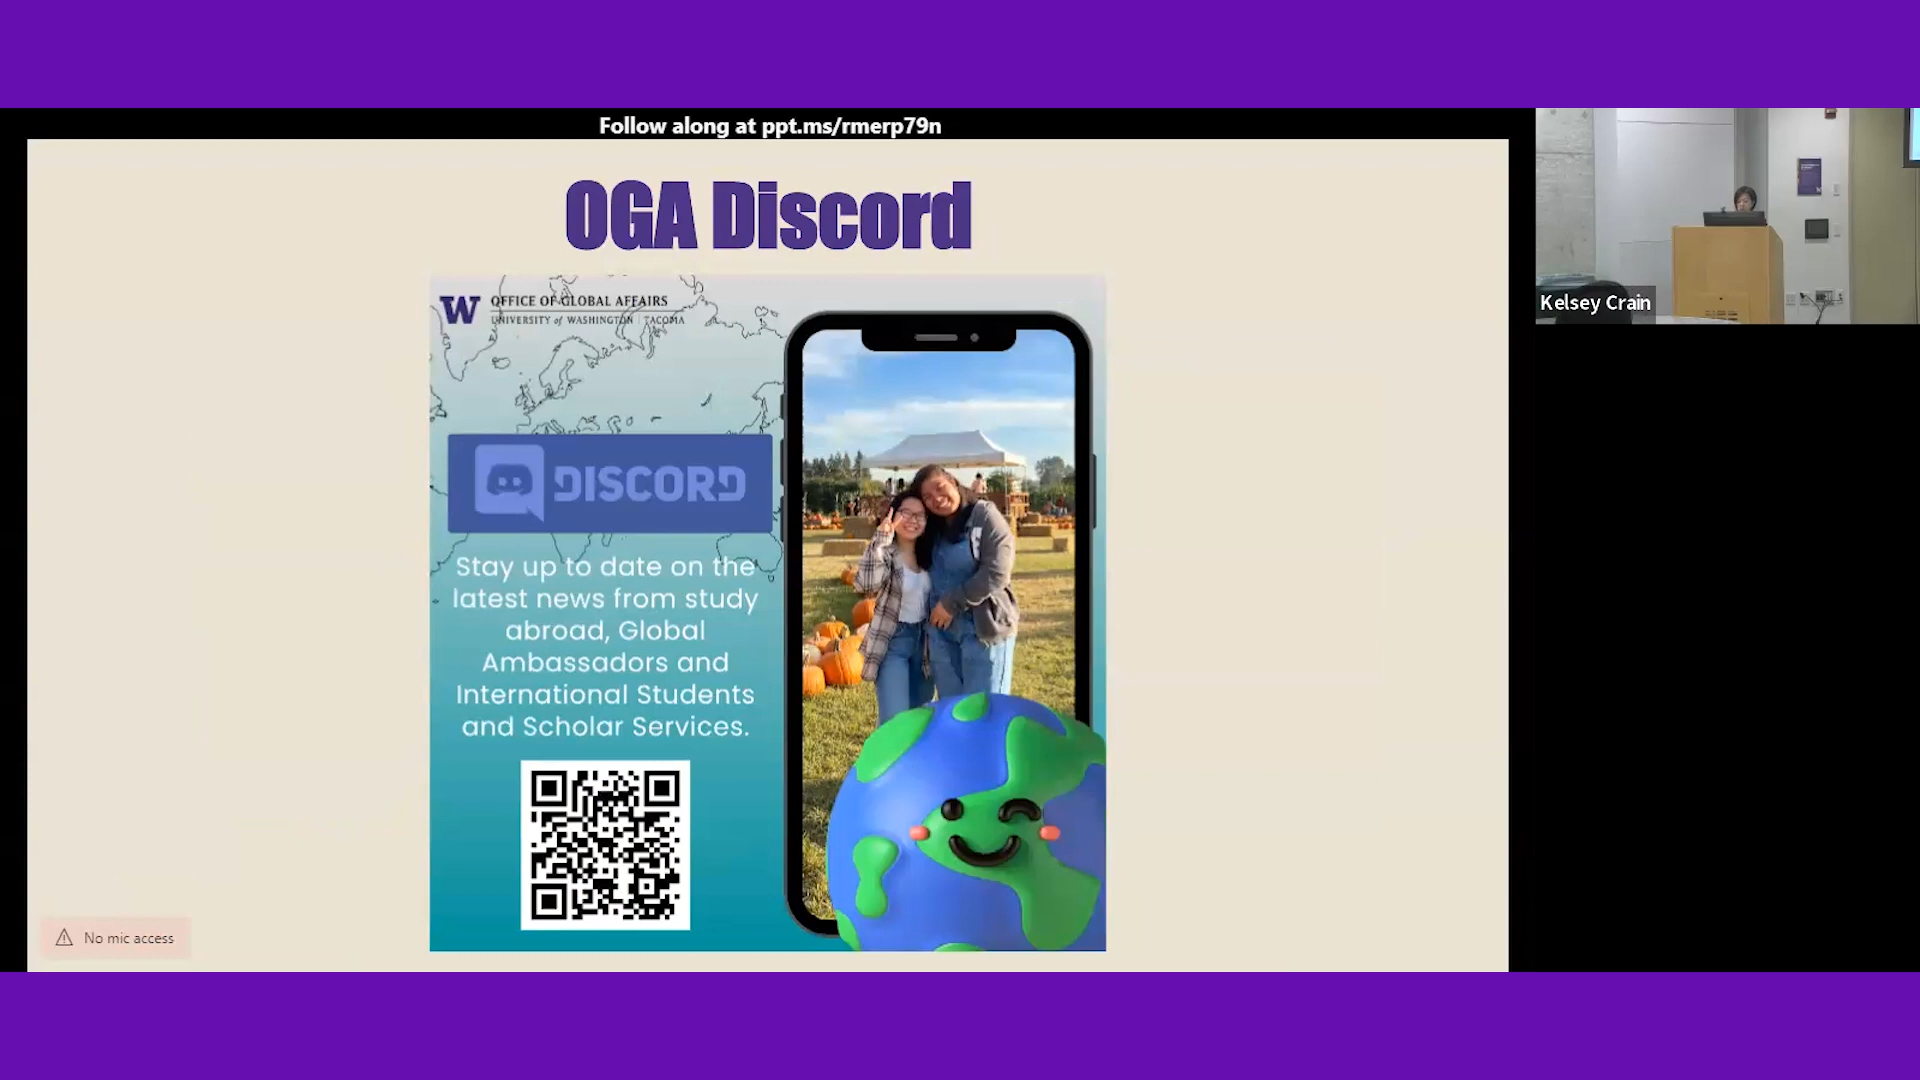 Follow along at ppt.ms/rmerp79n
OGA Discord
W OFFICE OF GLOBAL AFFAIRS
UNIVERSITY of WASHINGTON | TACOMA
DISCORD
Stay up to date on the
latest news from study
abroad, Global
Ambassadors and
International Students
and Scholar Services.
No mic access
Kelsey Crain